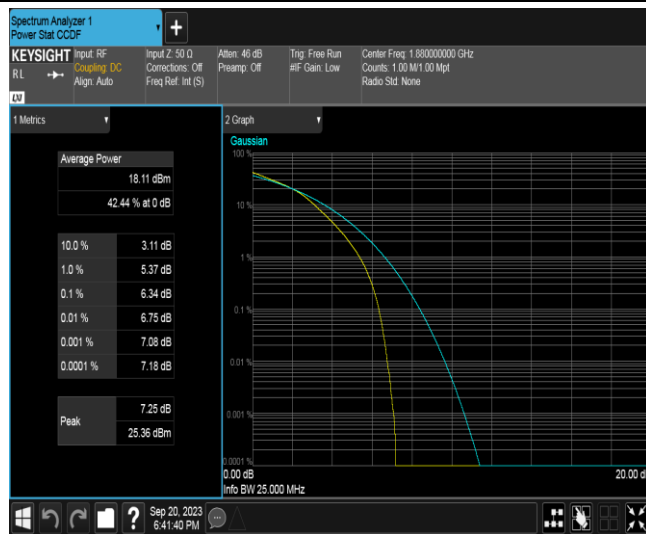 Spectrum Analyzer 1
Power Stat CCDF
+
KEYSIGHT
RL
LXI
Input: RF
Coupling: DC
Align: Auto
Input Z: 50 Ω
Corrections: Off
Freq Ref: Int (S)
Atten: 46 dB
Preamp: Off
Trig: Free Run
#IF Gain: Low
Center Freq: 1.880000000 GHz
Counts: 1.00 M/1.00 Mpt
Radio Std: None
1 Metrics
Average Power
18.11 dBm
42.44 % at 0 dB
10.0 % 3.11 dB
1.0 % 5.37 dB
0.1 % 6.34 dB
0.01 % 6.75 dB
0.001 % 7.08 dB
0.0001 % 7.18 dB
Peak
7.25 dB
25.36 dBm
2 Graph
Gaussian
100 %
10 %
1 %
0.1 %
0.01 %
0.001 %
0.0001 %
0.00 dB
20.00 d
Info BW 25.000 MHz
?
Sep 20, 2023
6:41:40 PM